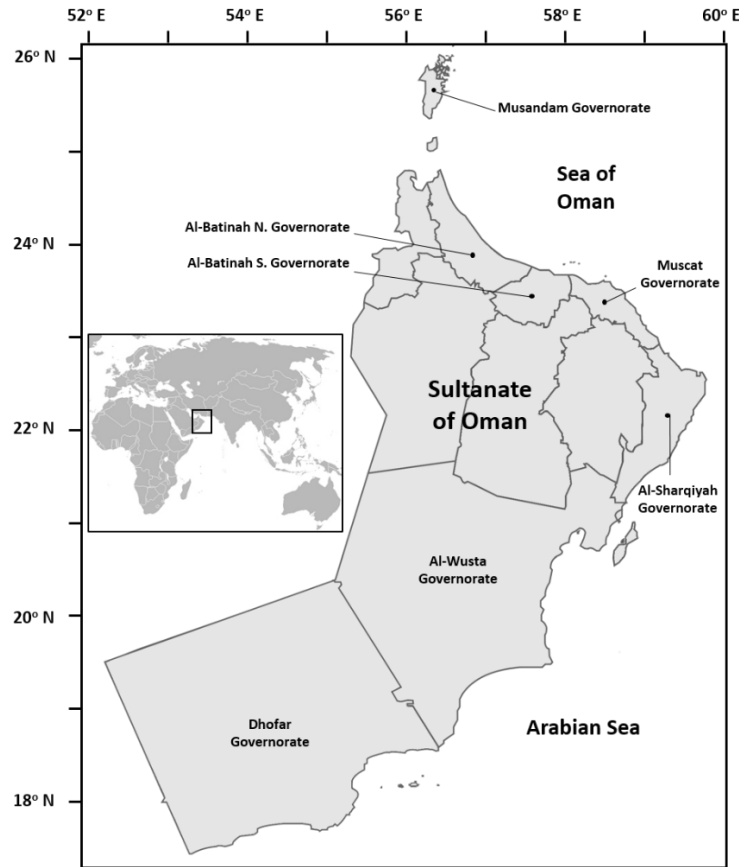 52° E
54° E
56° E
58° E
60° E
26° N
Musandam Governorate
Sea of
Oman
24° N
Al-Batinah N. Governorate
Al-Batinah S. Governorate
Muscat
Governorate
Sultanate
of Oman
22° N
Al-Sharqiyah
Governorate
Al-Wusta
Governorate
20° N
Dhofar
Governorate
Arabian Sea
18° N